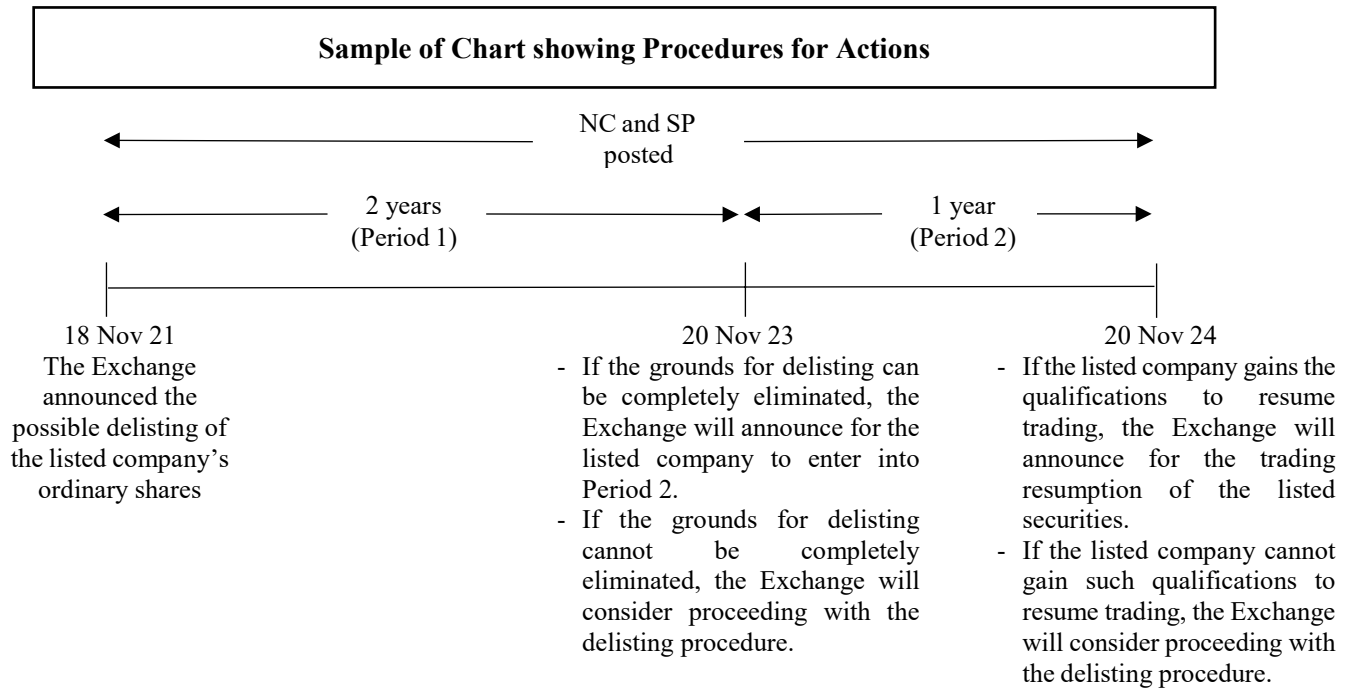 Sample of Chart showing Procedures for Actions
NC and SP
posted
2 years
(Period 1)
1 year
(Period 2)
18 Nov 21
The Exchange
announced the
possible delisting of
the listed company’s
ordinary shares
20 Nov 23
- If the grounds for delisting can
be completely eliminated, the
Exchange will announce for the
listed company to enter into
Period 2.
- If the grounds for delisting
cannot be completely
eliminated, the Exchange will
consider proceeding with the
delisting procedure.
20 Nov 24
- If the listed company gains the
qualifications to resume
trading, the Exchange will
announce for the trading
resumption of the listed
securities.
- If the listed company cannot
gain such qualifications to
resume trading, the Exchange
will consider proceeding with
the delisting procedure.